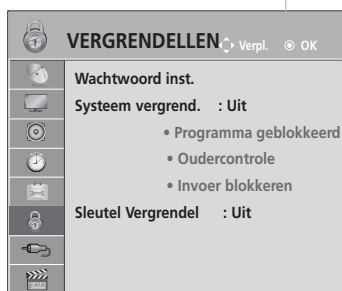 VERGRENDELLEN Verpl. OK
Wachtwoord inst.
Systeem vergrend. : Uit
• Programma geblokkeerd
• Oudercontrole
• Invoer blokkeren
Sleutel Vergrendel : Uit